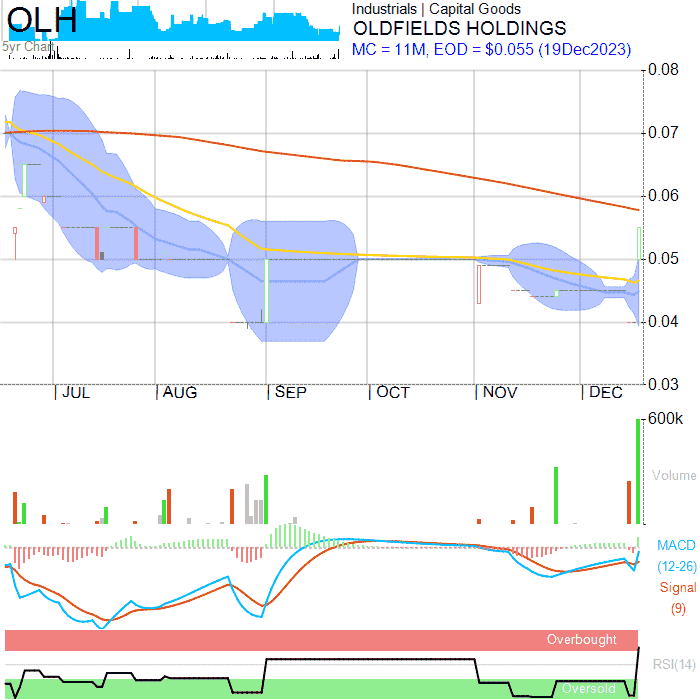 OLH
Industrials | Capital Goods
OLDFIELDS HOLDINGS
MC = 11M, EOD = $0.055 (19Dec2023)
5yr Chart
0.08
0.07
0.06
0.05
0.04
0.03
JUL
AUG
SEP
OCT
NOV
DEC
600k
Volume
MACD
(12-26)
Signal
(9)
Overbought
RSI(14)
Oversold